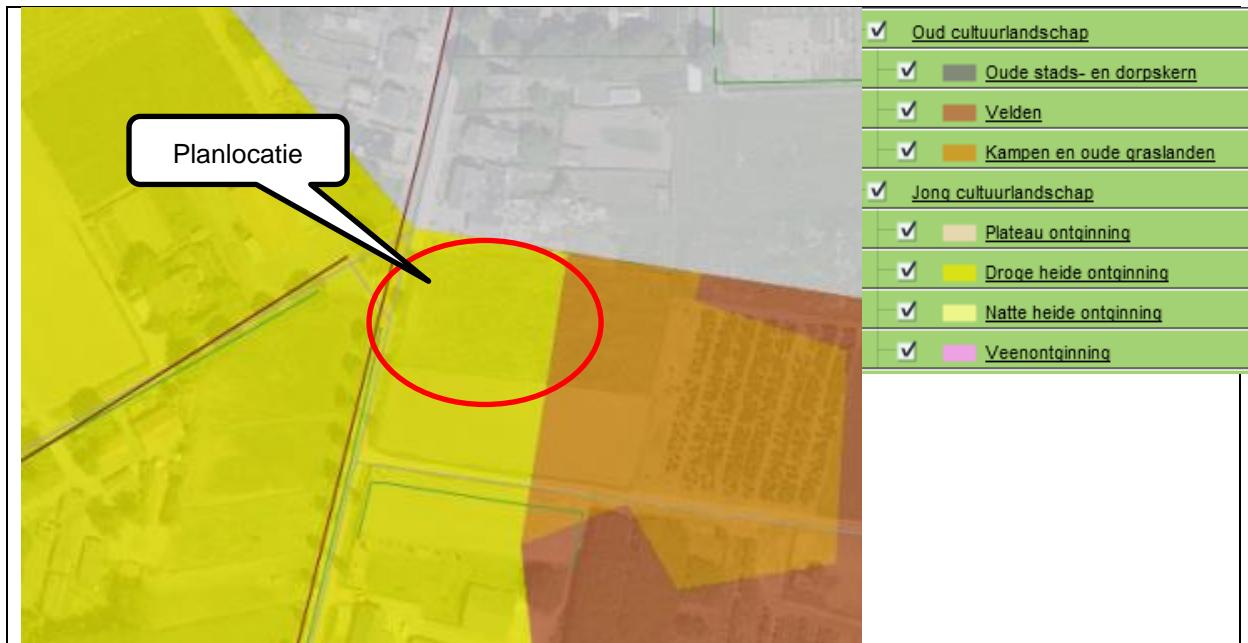 Planlocatie
Oud cultuurlandschap
Oude stads- en dorpskern
Velden
Kampen en oude graslanden
Jong cultuurlandschap
Plateau ontginning
Droge heide ontginning
Natte heide ontginning
Veenontginning